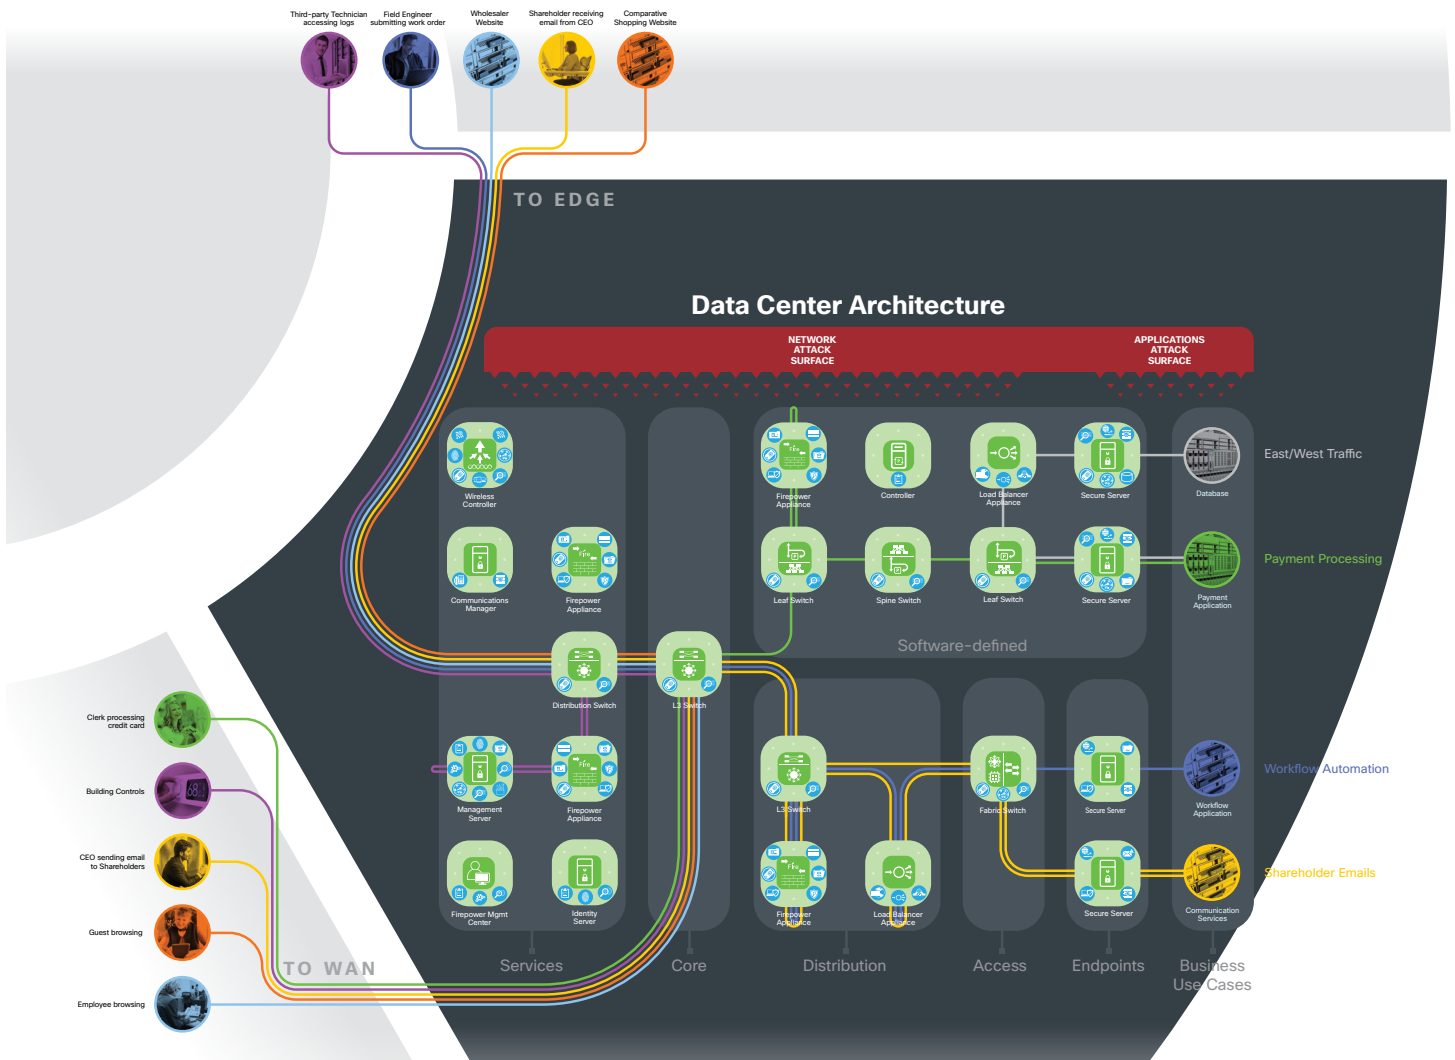 Third-party Technician
accessing logs
Field Engineer
submitting work order
Wholesaler
Website
Shareholder receiving
email from CEO
Comparative
Shopping Website
TO EDGE
Data Center Architecture
NETWORK
ATTACK
SURFACE
APPLICATIONS
ATTACK
SURFACE
Wireless
Controller
Firepower
Appliance
Controller
Load Balancer
Appliance
Secure Server
Database
East/West Traffic
Communications
Manager
Firepower
Appliance
Leaf Switch
Spine Switch
Leaf Switch
Secure Server
Payment
Application
Payment Processing
Software-defined
Distribution Switch
L3 Switch
Clerk processing
credit card
Building Controls
CEO sending email
to Shareholders
Guest browsing
Employee browsing
TO WAN
Management
Server
Firepower
Appliance
L3 Switch
Fabric Switch
Secure Server
Workflow
Application
Workflow Automation
Firepower Mgmt
Center
Identity
Server
Firepower
Appliance
Load Balancer
Appliance
Secure Server
Communication
Services
Shareholder Emails
Services
Core
Distribution
Access
Endpoints
Business
Use Cases